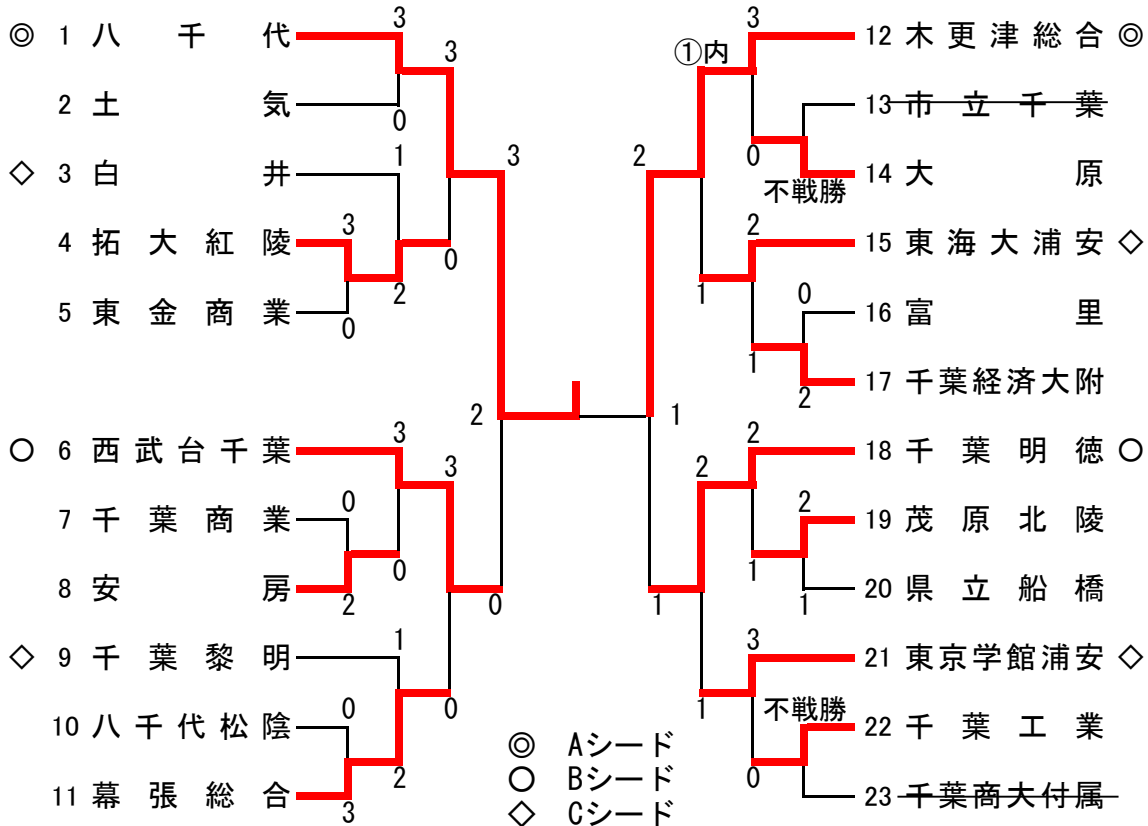 ◎ 1 八千代
2 土気
◇ 3 白井
4 拓大紅陵
5 東金商業
○ 6 西武台千葉
7 千葉商業
8 安房
◇ 9 千葉黎明
10 八千代松陰
11 幕張総合
3
0
3
1
3
0
2
0
3
2
3
0
2
0
3
0
1
0
3
2
0
◎ Aシード
○ Bシード
◇ Cシード
3
①内
2
0
不戦勝
2
1
0
1
2
1
2
2
2
1
1
1
3
1
不戦勝
0
12 木更津総合 ◎
13 市立千葉
14 大原
15 東海大浦安 ◇
16 富里
17 千葉経済大附
18 千葉明徳 ○
19 茂原北陵
20 県立船橋
21 東京学館浦安 ◇
22 千葉工業
23 千葉商大付属